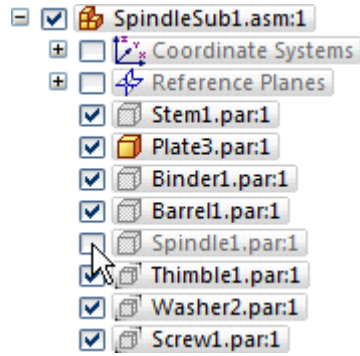 SpindleSub1.asm:1
Coordinate Systems
Reference Planes
Stem1.par:1
Plate3.par:1
Binder1.par:1
Barrel1.par:1
Spindle1.par:1
Thimble1.par:1
Washer2.par:1
Screw1.par:1